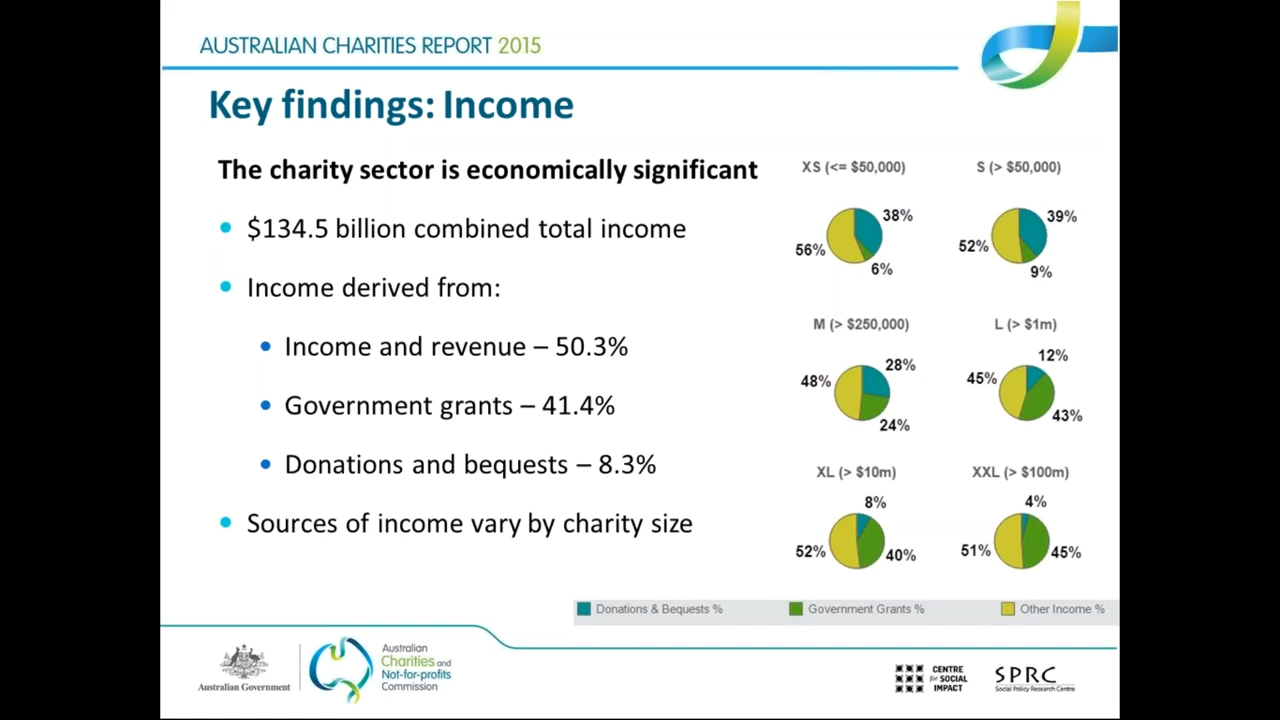 AUSTRALIAN CHARITIES REPORT 2015
Key findings: Income
The charity sector is economically significant
• $134.5 billion combined total income
• Income derived from:
• Income and revenue – 50.3%
• Government grants – 41.4%
• Donations and bequests – 8.3%
• Sources of income vary by charity size
XS (<= $50,000)
38%
56%
6%
S (> $50,000)
39%
52%
9%
M (> $250,000)
28%
48%
24%
L (> $1m)
12%
45%
43%
XL (> $10m)
8%
52%
40%
XXL (> $100m)
4%
51%
45%
Donations & Bequests %
Government Grants %
Other Income %
Australian Government
Australian
Charities and
Not-for-profits
Commission
CENTRE
for SOCIAL
IMPACT
SPRC
Social Policy Research Centre